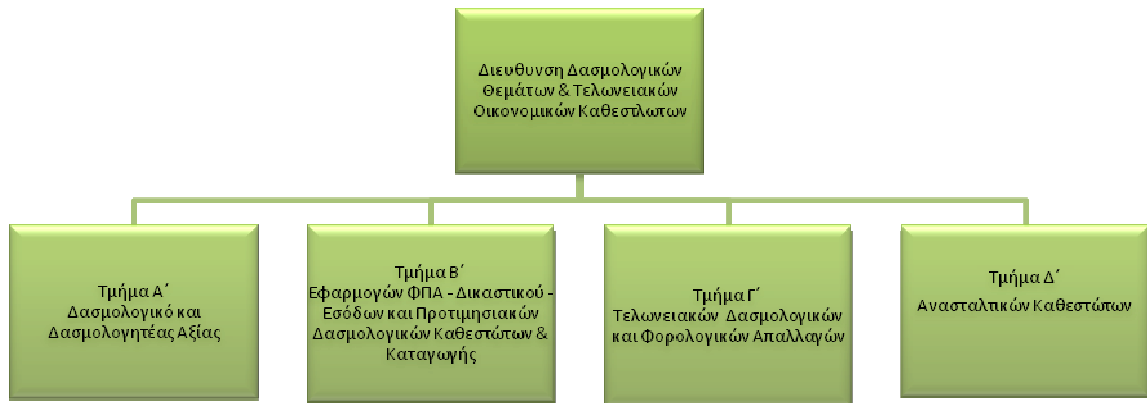 Διευθυνση Δασμολογικών
Θεμάτων & Τελωνειακών
Οικονομικών Καθεστλωτων
Τμήμα Α΄
Δασμολογικό και
Δασμολογητέας Αξίας
Τμήμα Β΄
Εφαρμογών ΦΠΑ - Δικαστικού -
Εσόδων και Προτιμησιακών
Δασμολογικών Καθεστώτων &
Καταγωγής
Τμήμα Γ΄
Τελωνειακών Δασμολογικών
και Φορολογικών Απαλλαγών
Τμήμα Δ΄
Ανασταλτικών Καθεστώτων